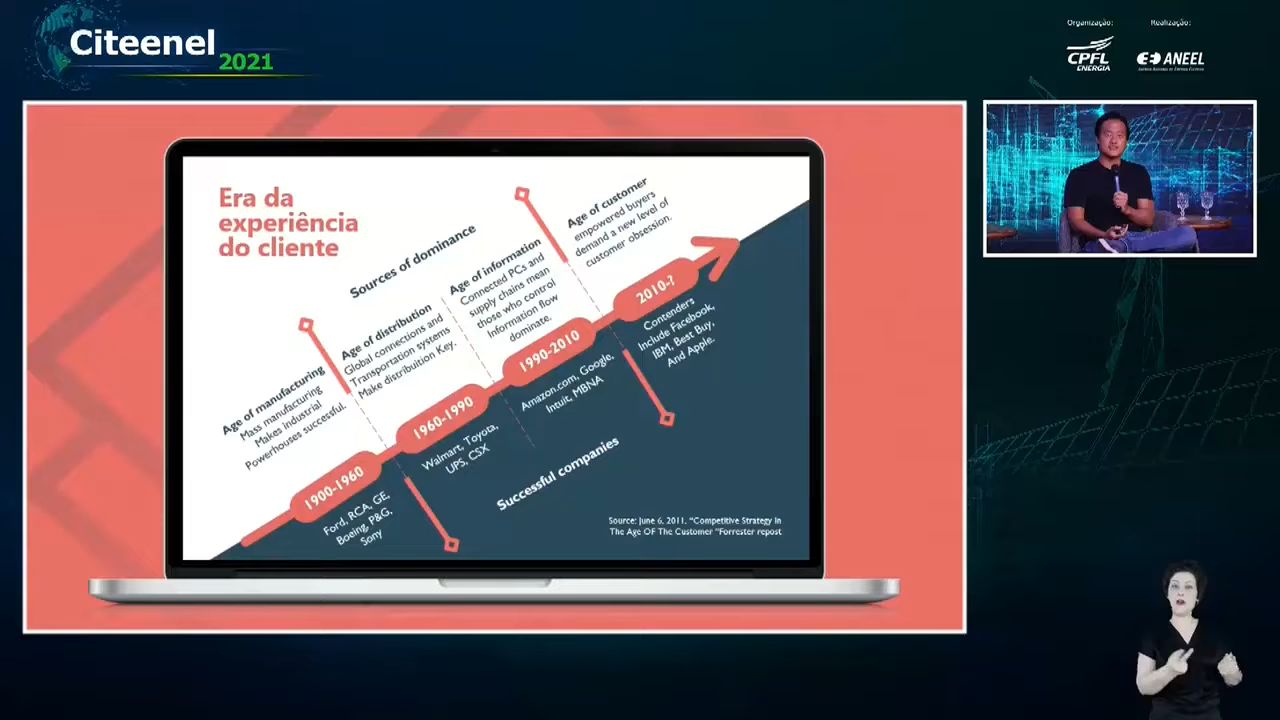 Citeenel
2021
Organização:
Realização:
CPFL
ENERGIA
ANEEL
Era da
experiência
do cliente
Sources of dominance
Age of manufacturing
Mass manufacturing
Makes industrial
Powerhouses successful.
Age of distribution
Global connections and
Transportation systems
Make distribuition Key.
Age of information
Connected PCs and
supply chains mean
those who control
Information flow
dominate.
Age of customer
empowered buyers
demand a new level of
customer obsession.
1900-1960
1960-1990
1990-2010
2010-?
Ford, RCA, GE,
Boeing, P&G,
Sony
Walmart, Toyota,
UPS, CSX
Amazon.com, Google,
Intuit, MBNA
Contenders
Include Facebook,
IBM, Best Buy,
And Apple.
Successful companies
Source: June 6, 2011. "Competitive Strategy In
The Age OF The Customer "Forrester repost